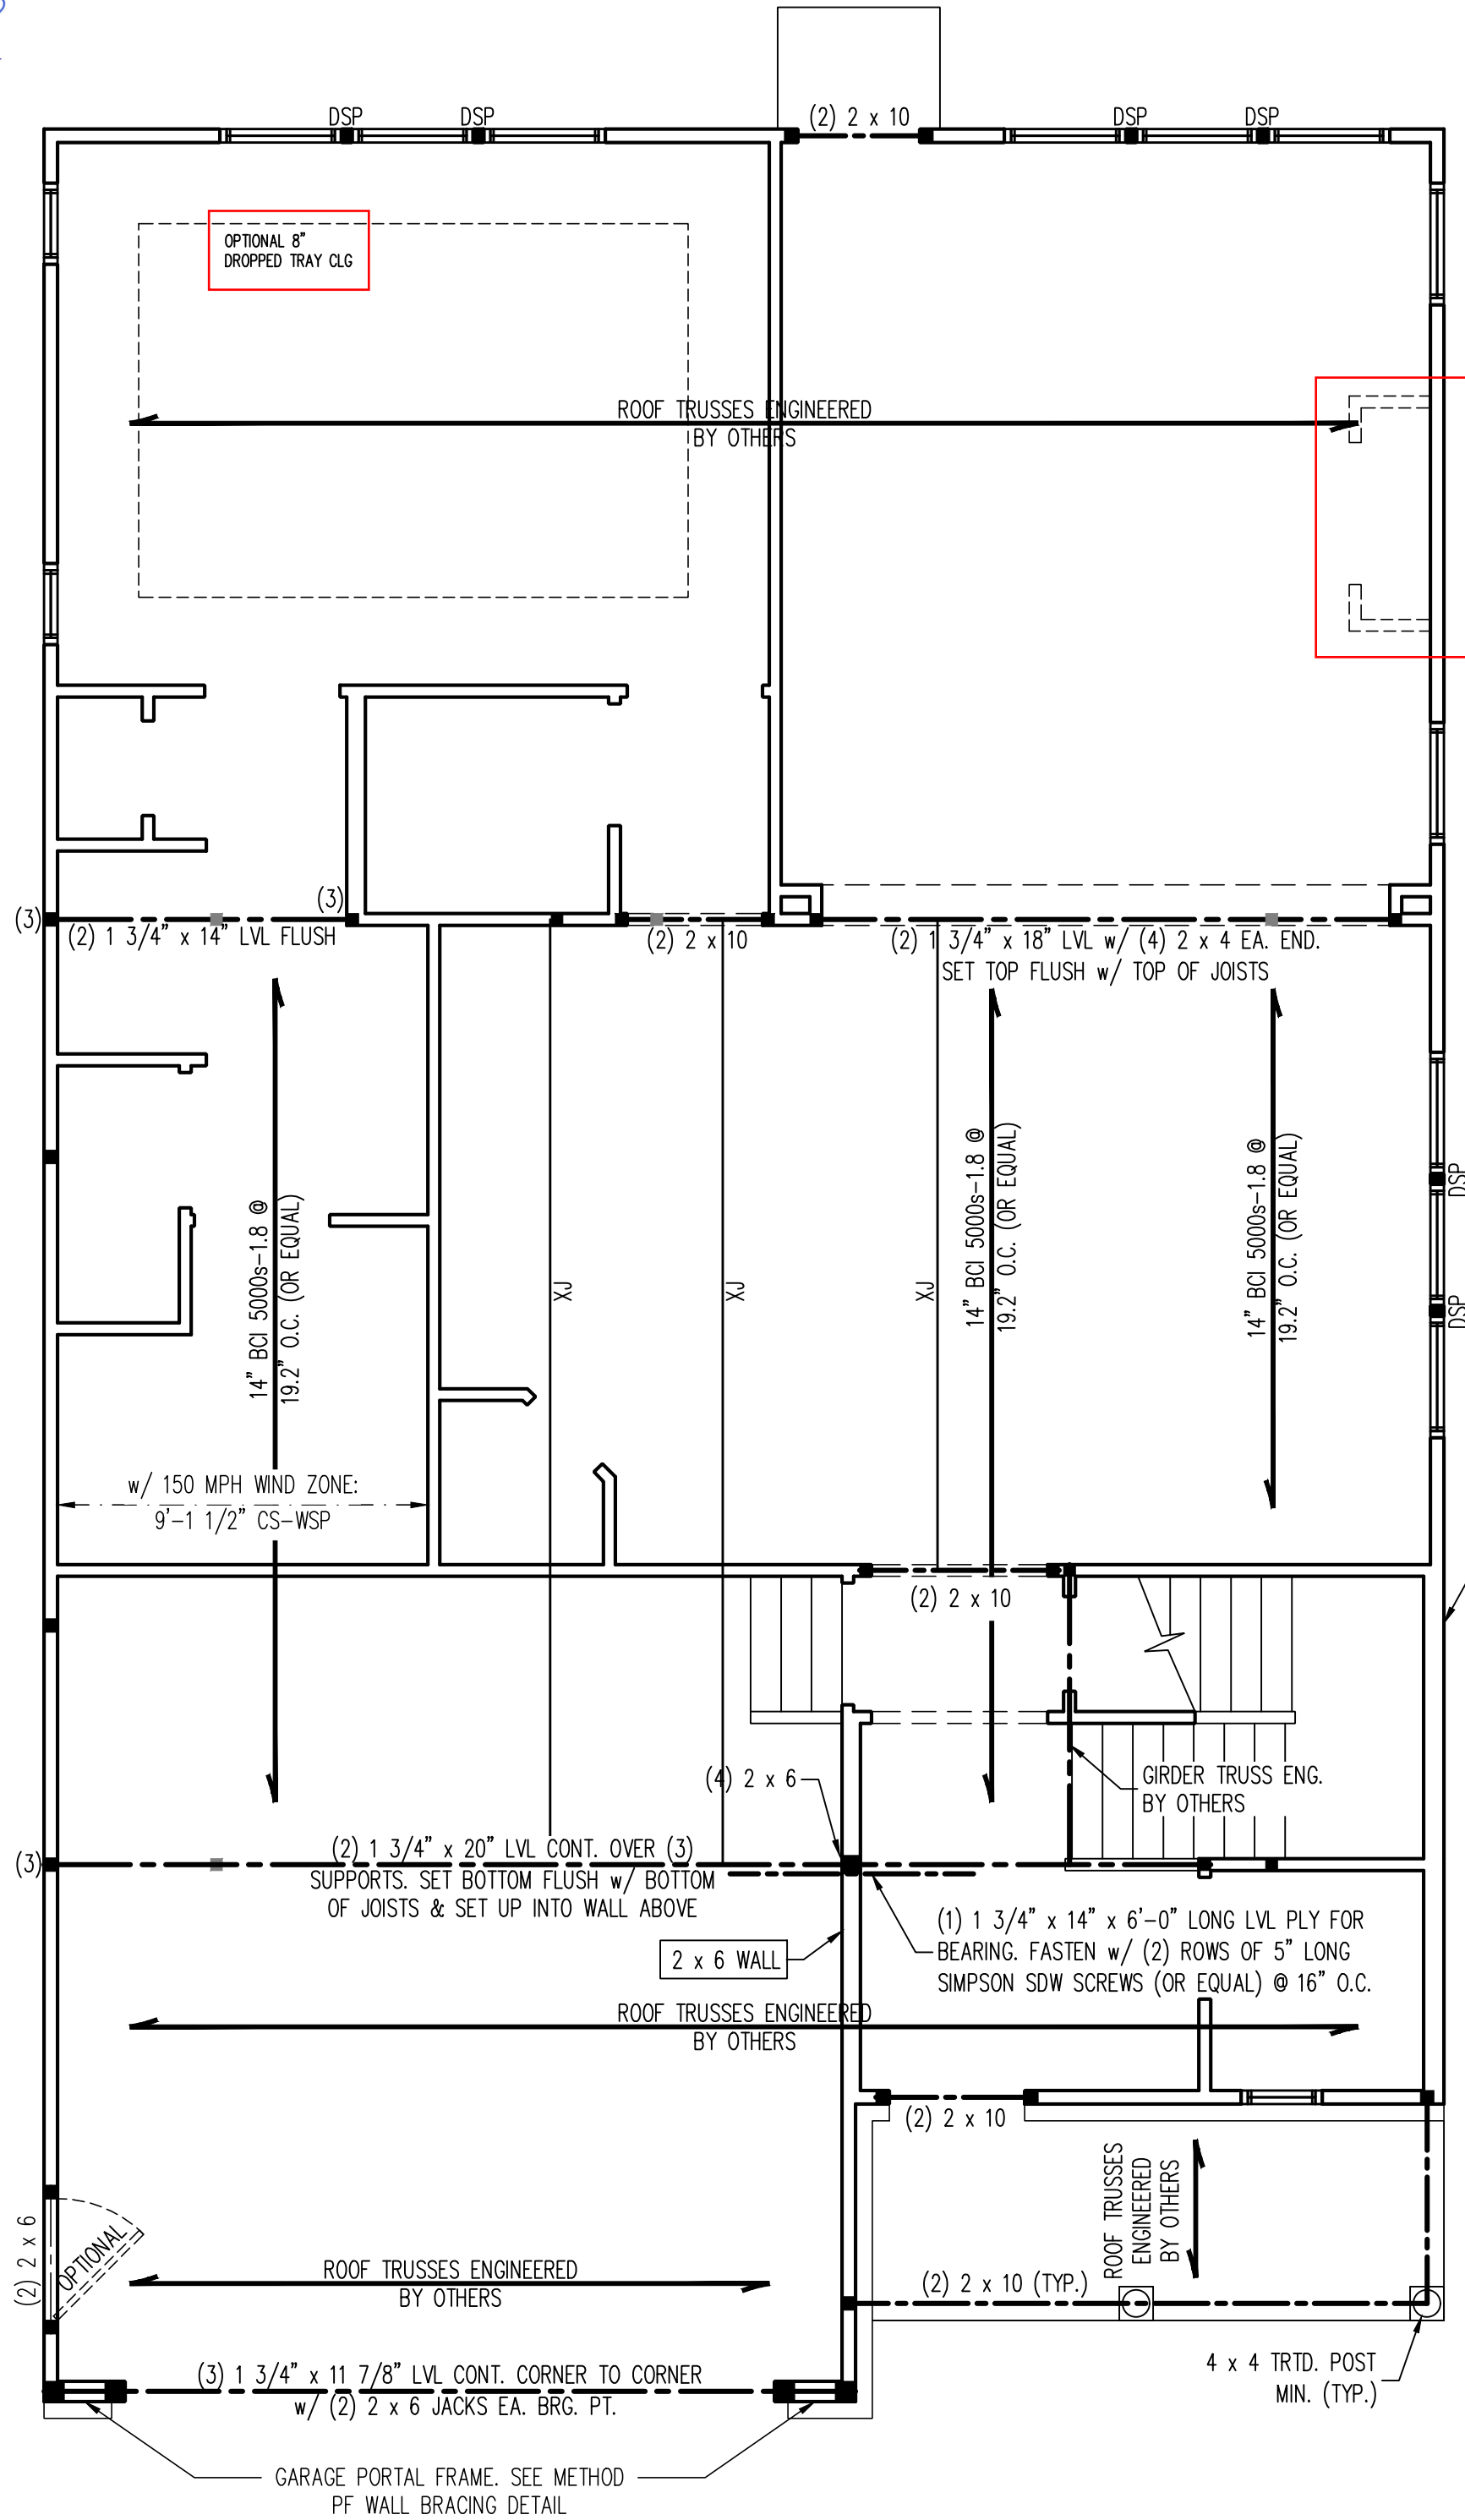 DSP
DSP
(2) 2 x 10
DSP
DSP
OPTIONAL 8"
DROPPED TRAY CLG
ROOF TRUSSES ENGINEERED
BY OTHERS
(3)
(3)
(2) 1 3/4" x 14" LVL FLUSH
(2) 2 x 10
(2) 1 3/4" x 18" LVL w/ (4) 2 x 4 EA. END.
SET TOP FLUSH w/ TOP OF JOISTS
14" BCI 5000s-1.8 @
19.2" O.C. (OR EQUAL)
XJ
XJ
XJ
14" BCI 5000s-1.8 @
19.2" O.C. (OR EQUAL)
14" BCI 5000s-1.8 @
19.2" O.C. (OR EQUAL)
DSP
DSP
w/ 150 MPH WIND ZONE:
9'-1 1/2" CS-WSP
(2) 2 x 10
(4) 2 x 6
GIRDER TRUSS ENG.
BY OTHERS
(3)
(2) 1 3/4" x 20" LVL CONT. OVER (3)
SUPPORTS. SET BOTTOM FLUSH w/ BOTTOM
OF JOISTS & SET UP INTO WALL ABOVE
2 x 6 WALL
(1) 1 3/4" x 14" x 6'-0" LONG LVL PLY FOR
BEARING. FASTEN w/ (2) ROWS OF 5" LONG
SIMPSON SDW SCREWS (OR EQUAL) @ 16" O.C.
ROOF TRUSSES ENGINEERED
BY OTHERS
(2) 2 x 10
ROOF TRUSSES
ENGINEERED
BY OTHERS
(2) 2 x 6
OPTIONAL
ROOF TRUSSES ENGINEERED
BY OTHERS
(2) 2 x 10 (TYP.)
4 x 4 TRTD. POST
MIN. (TYP.)
(3) 1 3/4" x 11 7/8" LVL CONT. CORNER TO CORNER
w/ (2) 2 x 6 JACKS EA. BRG. PT.
GARAGE PORTAL FRAME. SEE METHOD
PF WALL BRACING DETAIL